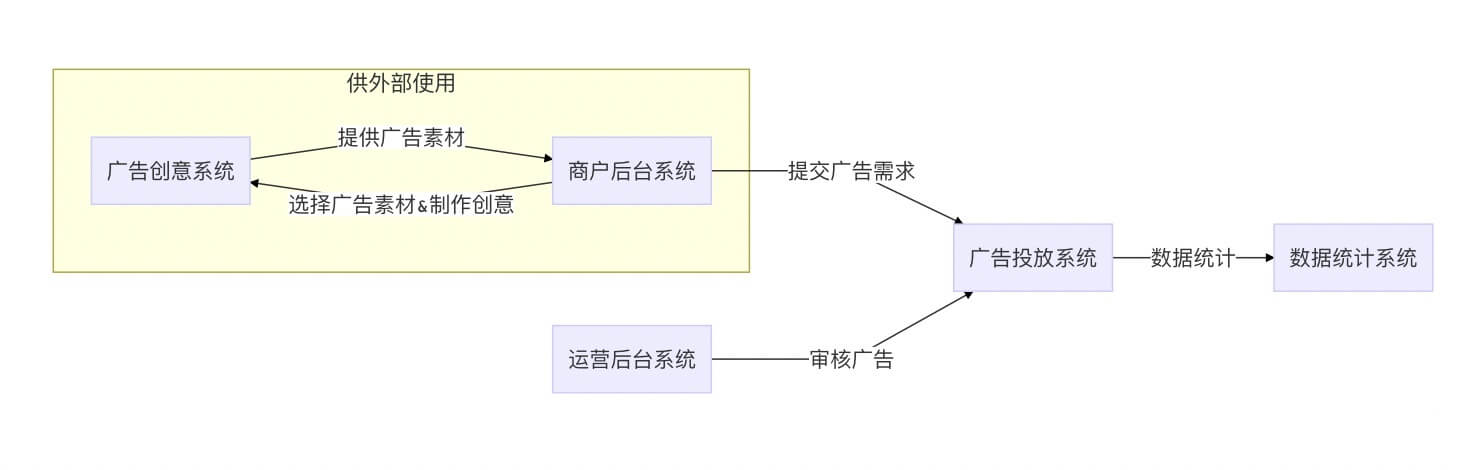 供外部使用
提供广告素材
广告创意系统
商户后台系统
提交广告需求
选择广告素材&制作创意
广告投放系统
数据统计
数据统计系统
运营后台系统
审核广告